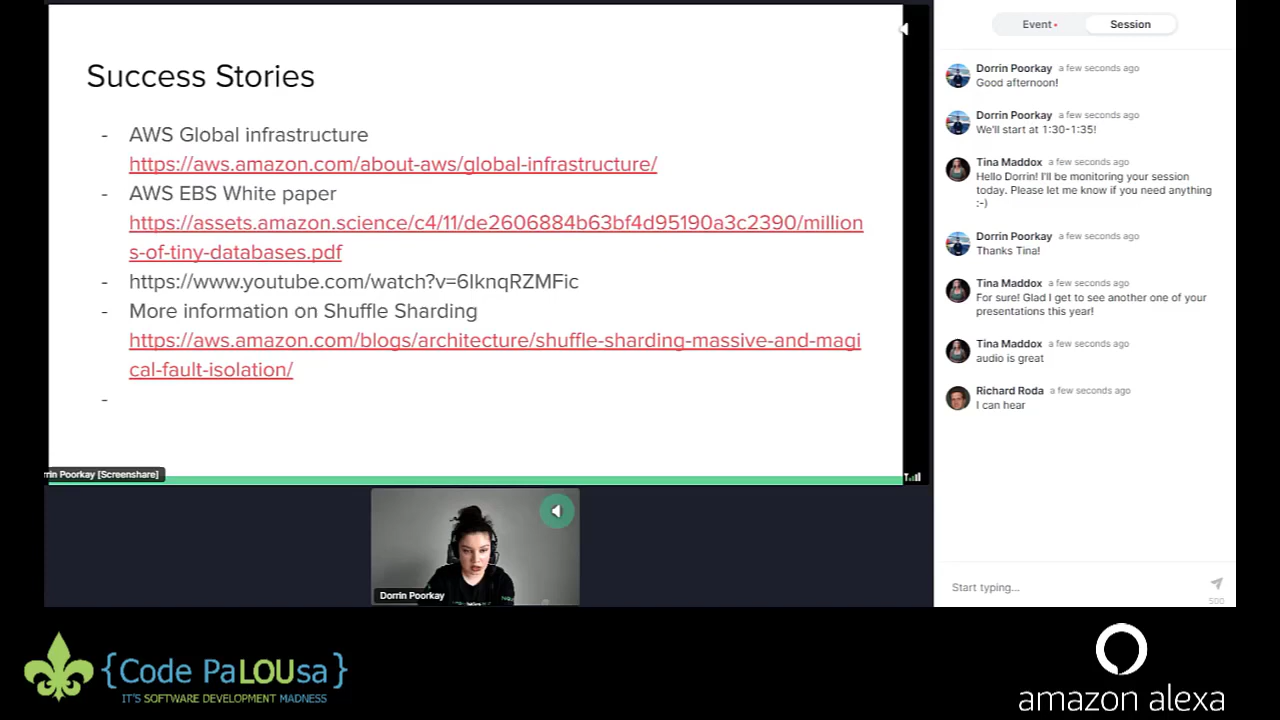 Success Stories
- AWS Global infrastructure
https://aws.amazon.com/about-aws/global-infrastructure/
- AWS EBS White paper
https://assets.amazon.science/c4/11/de2606884b63bf4d95190a3c2390/million
s-of-tiny-databases.pdf
- https://www.youtube.com/watch?v=6IknqRZMFic
- More information on Shuffle Sharding
https://aws.amazon.com/blogs/architecture/shuffle-sharding-massive-and-magi
cal-fault-isolation/
-
rrin Poorkay [Screenshare]
Dorrin Poorkay
Event
Session
Dorrin Poorkay a few seconds ago
Good afternoon!
Dorrin Poorkay a few seconds ago
We'll start at 1:30-1:35!
Tina Maddox a few seconds ago
Hello Dorrin! I'll be monitoring your session
today. Please let me know if you need anything
:-)
Dorrin Poorkay a few seconds ago
Thanks Tina!
Tina Maddox a few seconds ago
For sure! Glad I get to see another one of your
presentations this year!
Tina Maddox a few seconds ago
audio is great
Richard Roda a few seconds ago
I can hear
Start typing...
500
{Code PaLOUsa}
IT'S SOFTWARE DEVELOPMENT MADNESS
amazon alexa